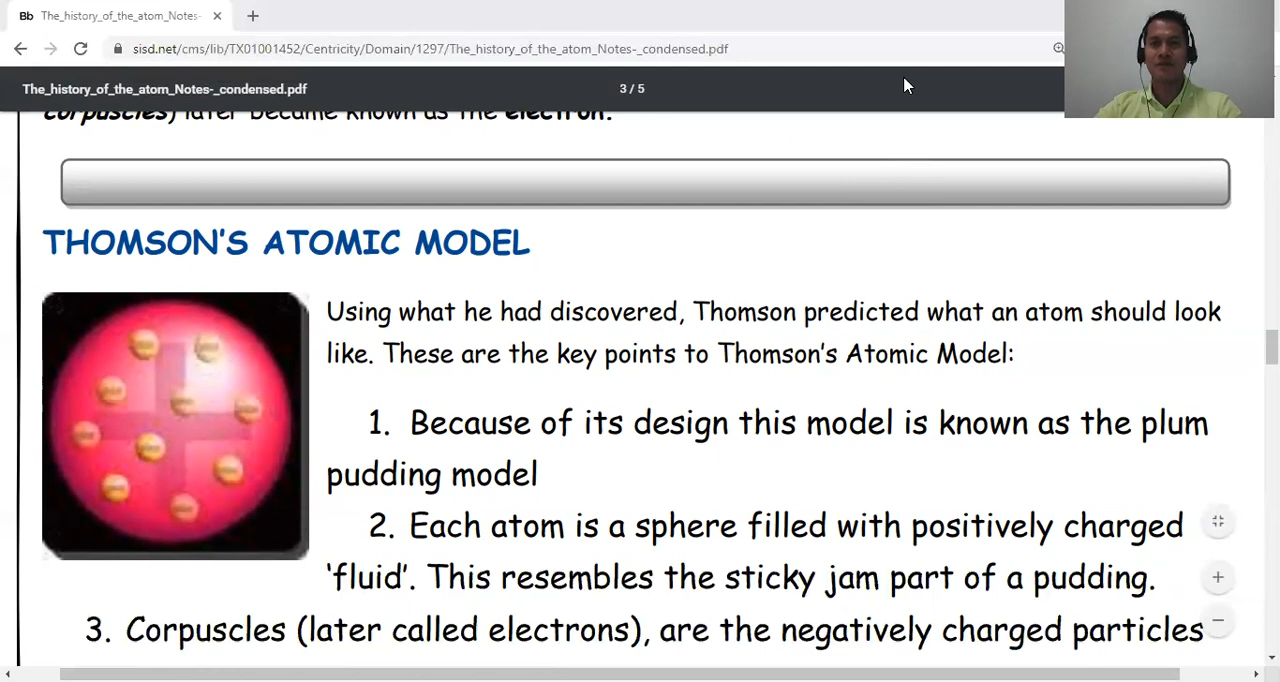 Bb The_history_of_the_atom_Notes-
sisd.net/cms/lib/TX01001452/Centricity/Domain/1297/The_history_of_the_atom_Notes-_condensed.pdf
The_history_of_the_atom_Notes-_condensed.pdf 3 / 5
corpuscles) later became known as the electron.
THOMSON'S ATOMIC MODEL
Using what he had discovered, Thomson predicted what an atom should look
like. These are the key points to Thomson's Atomic Model:
1. Because of its design this model is known as the plum
pudding model
2. Each atom is a sphere filled with positively charged
'fluid'. This resembles the sticky jam part of a pudding.
3. Corpuscles (later called electrons), are the negatively charged particles